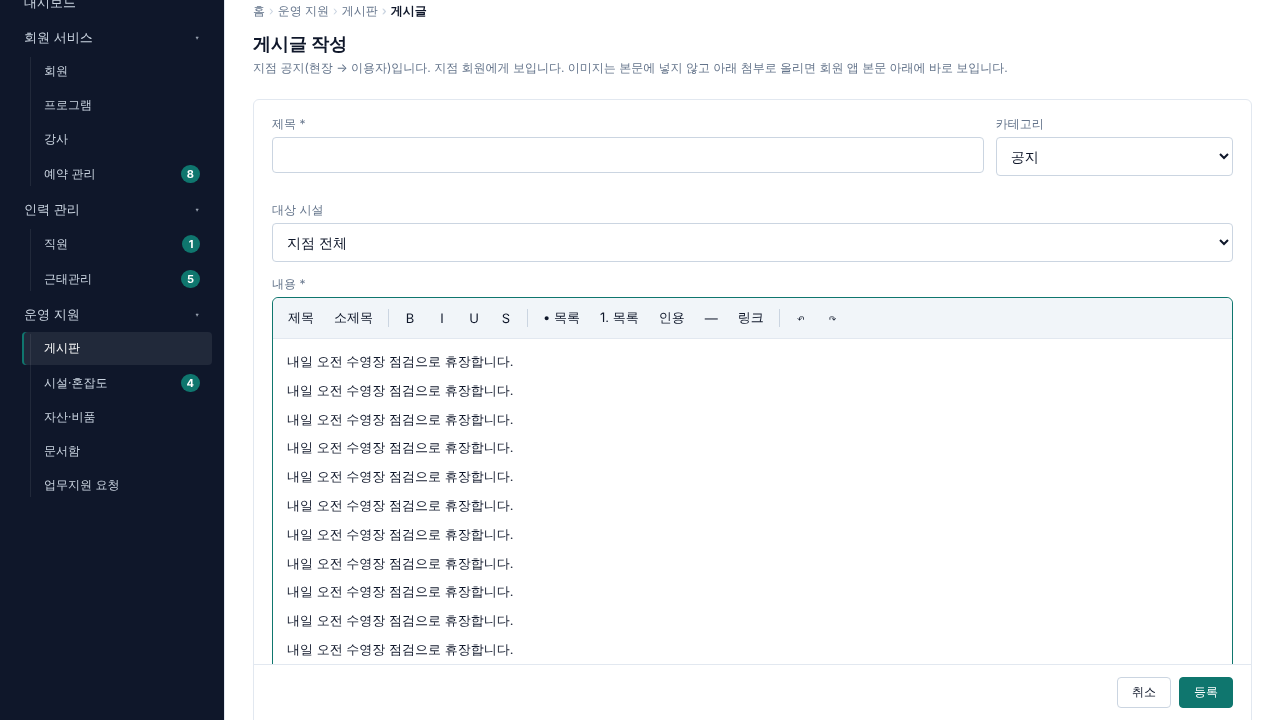 대시보드
회원 서비스
회원
프로그램
강사
예약 관리 8
인력 관리
직원 1
근태관리 5
운영 지원
게시판
시설·혼잡도 4
자산·비품
문서함
업무지원 요청
홈 › 운영 지원 › 게시판 › 게시글
게시글 작성
지점 공지(현장 → 이용자)입니다. 지점 회원에게 보입니다. 이미지는 본문에 넣지 않고 아래 첨부로 올리면 회원 앱 본문 아래에 바로 보입니다.
제목 *
카테고리
공지
대상 시설
지점 전체
내용 *
제목 소제목 B I U S • 목록 1. 목록 인용 — 링크 ↶ ↷
내일 오전 수영장 점검으로 휴장합니다.
내일 오전 수영장 점검으로 휴장합니다.
내일 오전 수영장 점검으로 휴장합니다.
내일 오전 수영장 점검으로 휴장합니다.
내일 오전 수영장 점검으로 휴장합니다.
내일 오전 수영장 점검으로 휴장합니다.
내일 오전 수영장 점검으로 휴장합니다.
내일 오전 수영장 점검으로 휴장합니다.
내일 오전 수영장 점검으로 휴장합니다.
내일 오전 수영장 점검으로 휴장합니다.
내일 오전 수영장 점검으로 휴장합니다.
취소 등록